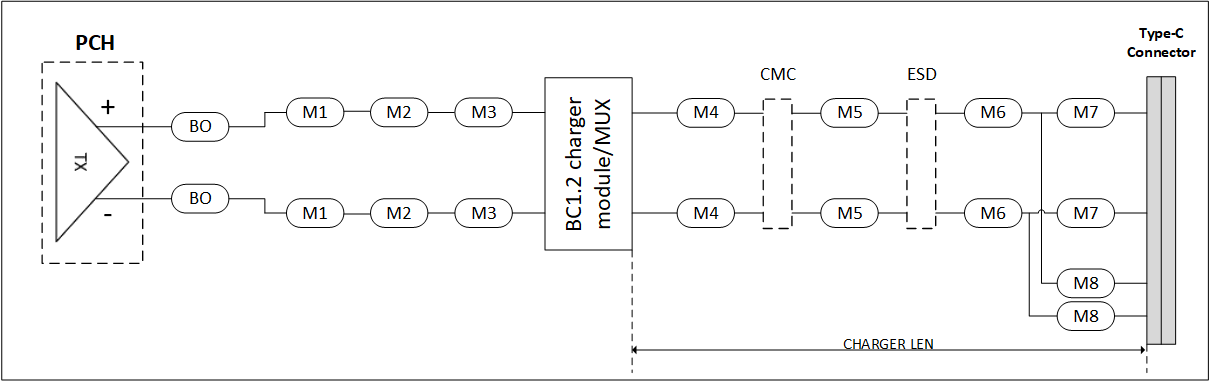 PCH
Type-C
Connector
CMC
ESD
+
TX
-
BO
M1
M2
M3
BC1.2 charger
module/MUX
M4
M5
M6
M7
BO
M1
M2
M3
M4
M5
M6
M7
M8
M8
CHARGER LEN